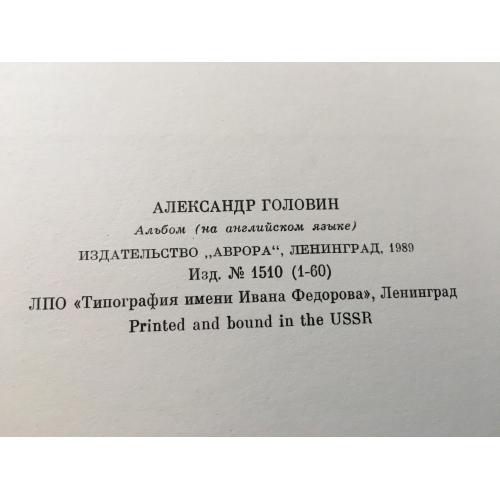 АЛЕКСАНДР ГОЛОВИН
Альбом (на английском языке)
ИЗДАТЕЛЬСТВО „АВРОРА“, ЛЕНИНГРАД, 1989
Изд. № 1510 (1-60)
ЛПО «Типография имени Ивана Федорова», Ленинград
Printed and bound in the USSR